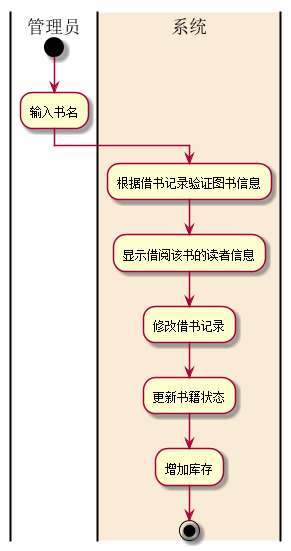 管理员
系统
输入书名
根据借书记录验证图书信息
显示借阅该书的读者信息
修改借书记录
更新书籍状态
增加库存